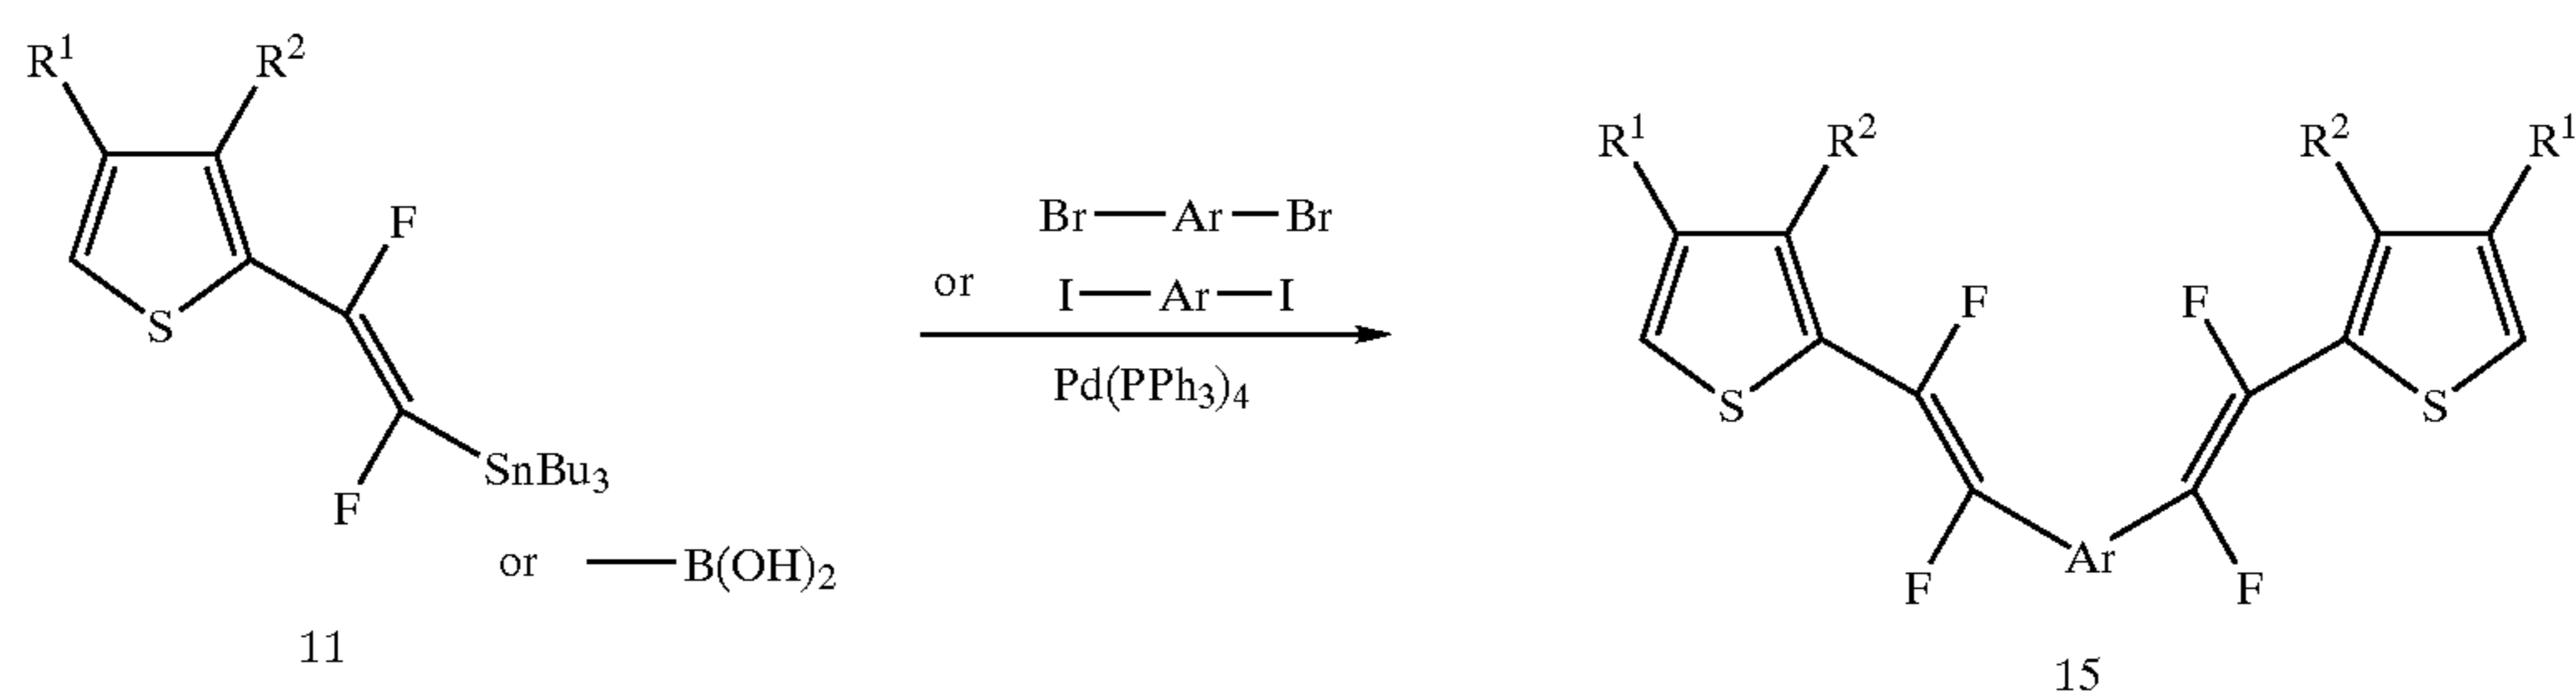 R¹ R²
F
S
F
SnBu₃
or —B(OH)₂
11
Br—Ar—Br
or I—Ar—I
Pd(PPh₃)₄
R¹ R² R² R¹
F F
S S
F Ar F
15